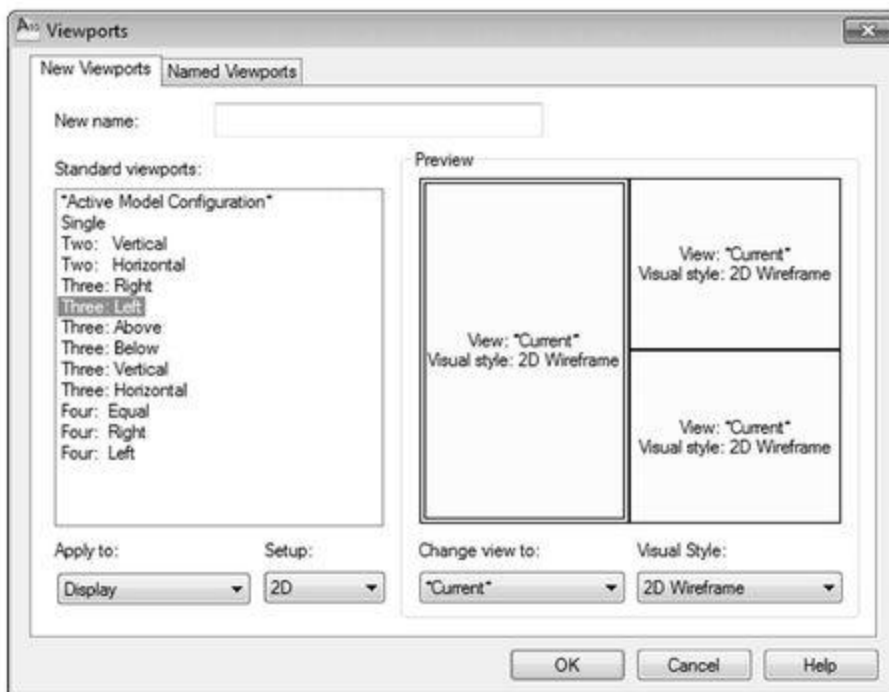 Viewports
New Viewports
Named Viewports
New name:
Standard viewports:
*Active Model Configuration*
Single
Two: Vertical
Two: Horizontal
Three: Right
Three: Left
Three: Above
Three: Below
Three: Vertical
Three: Horizontal
Four: Equal
Four: Right
Four: Left
Apply to:
Display
Setup:
2D
Preview
View: *Current*
Visual style: 2D Wireframe
View: *Current*
Visual style: 2D Wireframe
View: *Current*
Visual style: 2D Wireframe
Change view to:
*Current*
Visual Style:
2D Wireframe
OK
Cancel
Help